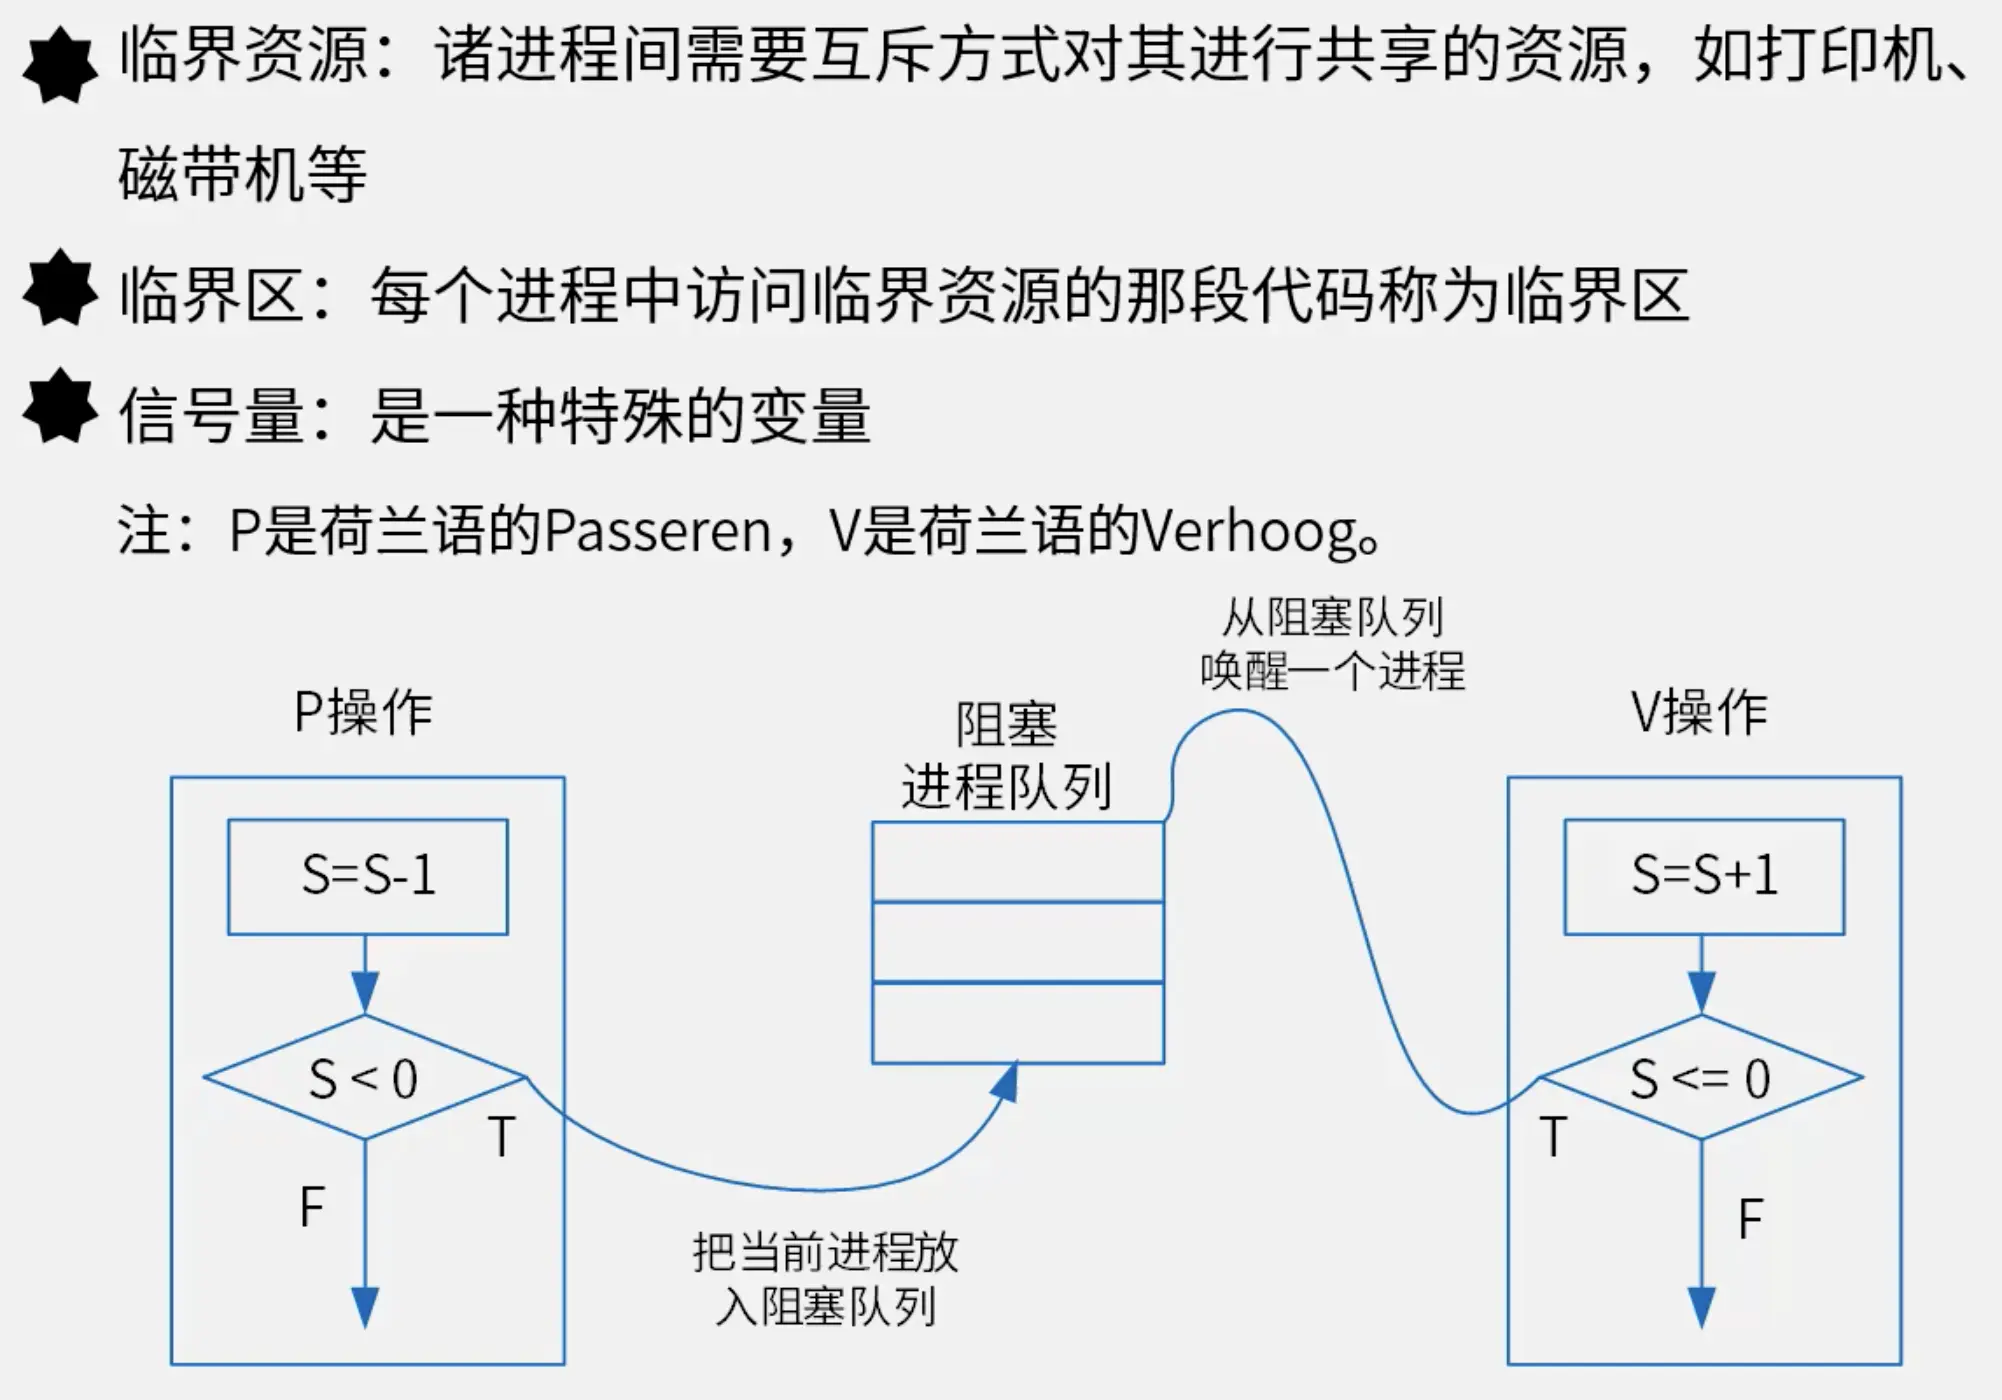 临界资源：诸进程间需要互斥方式对其进行共享的资源，如打印机、
磁带机等
临界区：每个进程中访问临界资源的那段代码称为临界区
信号量：是一种特殊的变量
注：P是荷兰语的Passeren，V是荷兰语的Verhoog。
从阻塞队列
唤醒一个进程
P操作
阻塞
进程队列
V操作
S=S-1
S=S+1
S < 0
S <= 0
T
T
F
F
把当前进程放
入阻塞队列